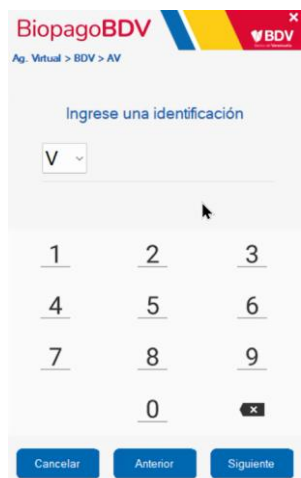 BiopagoBDV
BDV
Ag. Virtual > BDV > AV
Ingrese una identificación
V
1 2 3
4 5 6
7 8 9
0
Cancelar Anterior Siguiente